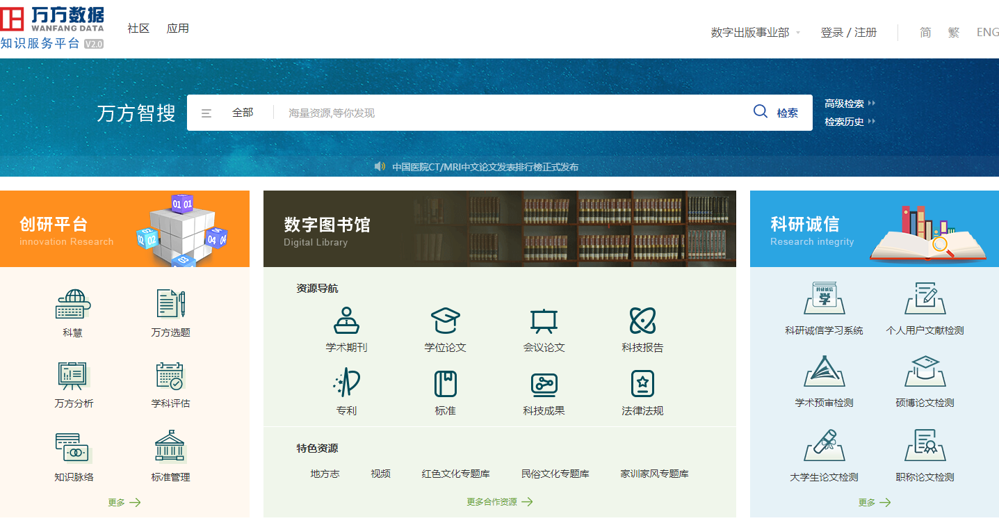 万方数据
WANFANG DATA
知识服务平台 V2.0
社区 应用
数字出版事业部 登录 / 注册 简 繁 ENG
万方智搜
全部 海量资源,等你发现 检索
高级检索
检索历史
中国医院CT/MRI中文论文发表排行榜正式发布
创研平台
innovation Research
01 01
02
02 02
04 04
03
科慧 万方选题
万方分析 学科评估
知识脉络 标准管理
更多
数字图书馆
Digital Library
资源导航
学术期刊 学位论文 会议论文 科技报告
专利 标准 科技成果 法律法规
特色资源
地方志 视频 红色文化专题库 民俗文化专题库 家训家风专题库
更多合作资源
科研诚信
Research integrity
科研诚信
学
科研诚信学习系统 个人用户文献检测
学术预审检测 硕博论文检测
大学生论文检测 职称论文检测
更多